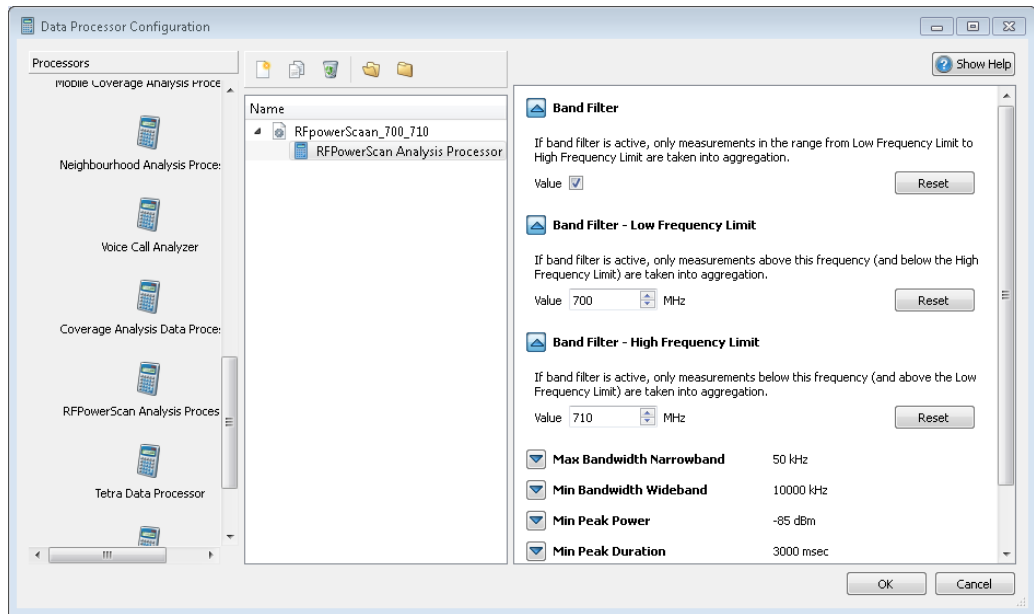 Data Processor Configuration
Processors
Mobile Coverage Analysis Proce
Neighbourhood Analysis Proce
Voice Call Analyzer
Coverage Analysis Data Proce
RFPowerScan Analysis Proces
Tetra Data Processor
Name
RFpowerScaan_700_710
RFPowerScan Analysis Processor
Show Help
Band Filter
If band filter is active, only measurements in the range from Low Frequency Limit to
High Frequency Limit are taken into aggregation.
Value
Reset
Band Filter - Low Frequency Limit
If band filter is active, only measurements above this frequency (and below the High
Frequency Limit) are taken into aggregation.
Value 700 MHz
Reset
Band Filter - High Frequency Limit
If band filter is active, only measurements below this frequency (and above the Low
Frequency Limit) are taken into aggregation.
Value 710 MHz
Reset
Max Bandwidth Narrowband 50 kHz
Min Bandwidth Wideband 10000 kHz
Min Peak Power -85 dBm
Min Peak Duration 3000 msec
OK
Cancel